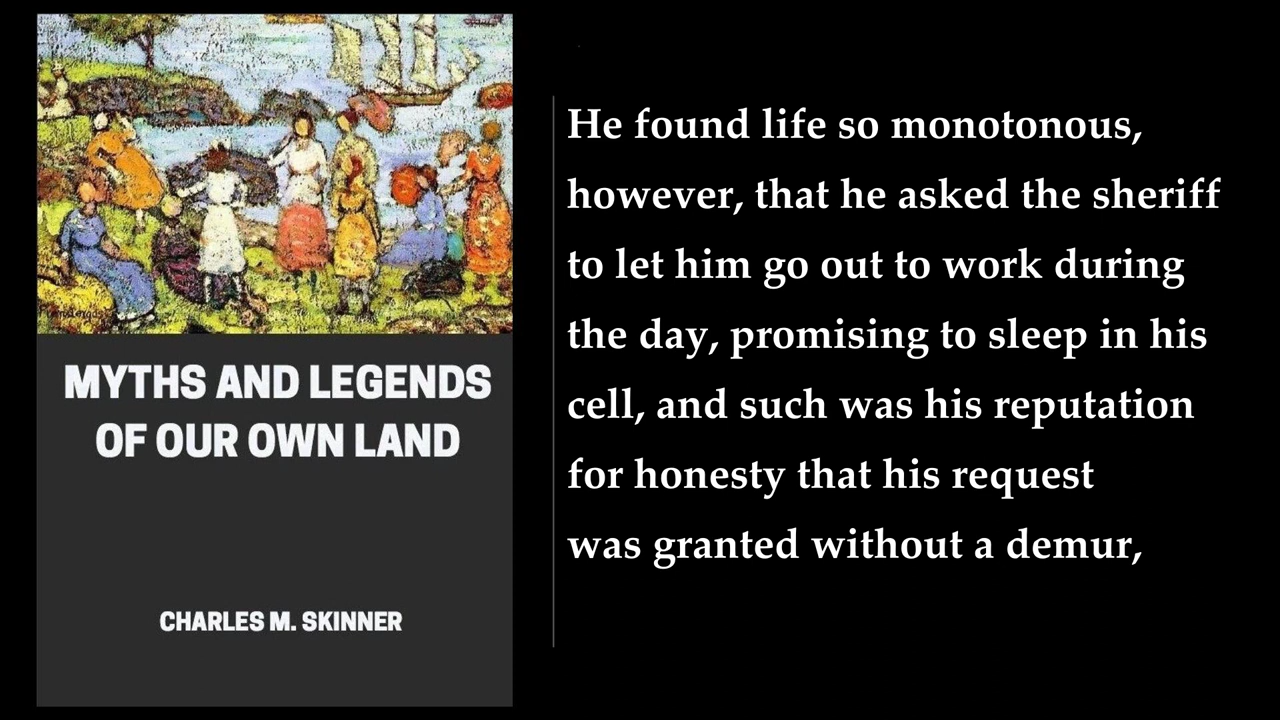 MYTHS AND LEGENDS
OF OUR OWN LAND
CHARLES M. SKINNER
He found life so monotonous,
however, that he asked the sheriff
to let him go out to work during
the day, promising to sleep in his
cell, and such was his reputation
for honesty that his request
was granted without a demur,